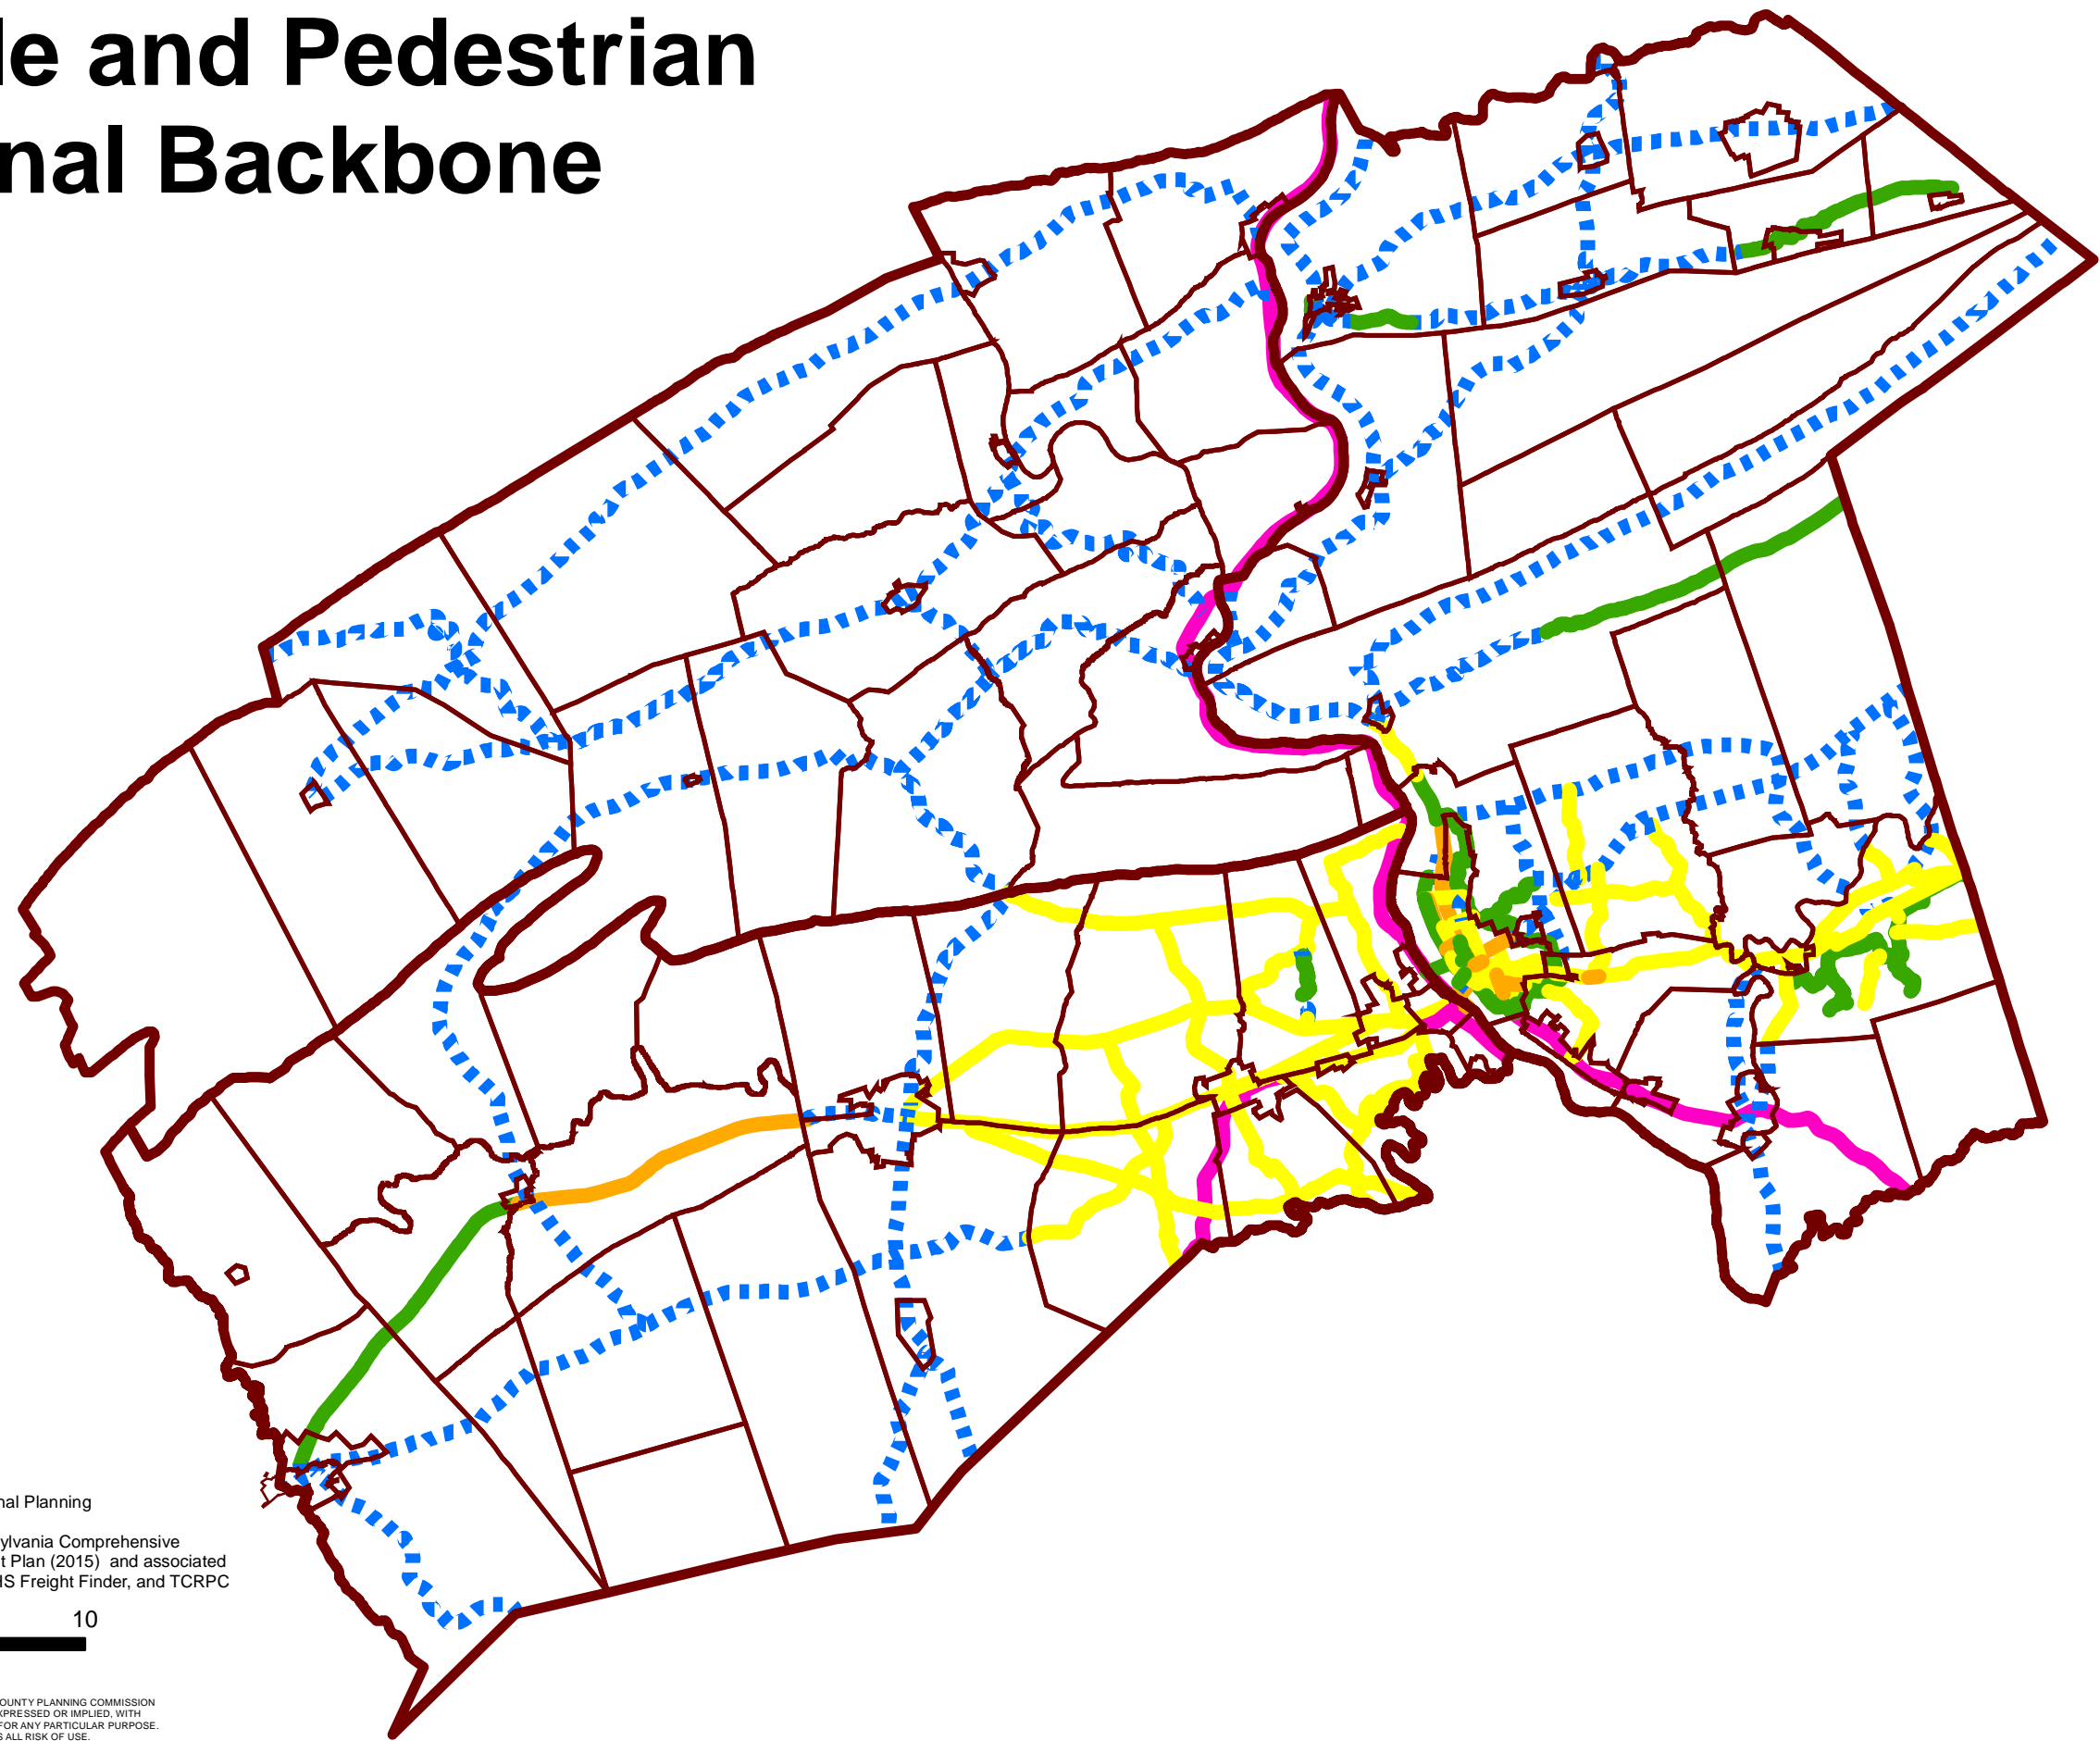 le and Pedestrian
nal Backbone
nal Planning
ylvania Comprehensive
t Plan (2015) and associated
IS Freight Finder, and TCRPC
10
OUNTY PLANNING COMMISSION
XPRESSED OR IMPLIED, WITH
FOR ANY PARTICULAR PURPOSE.
S ALL RISK OF USE.